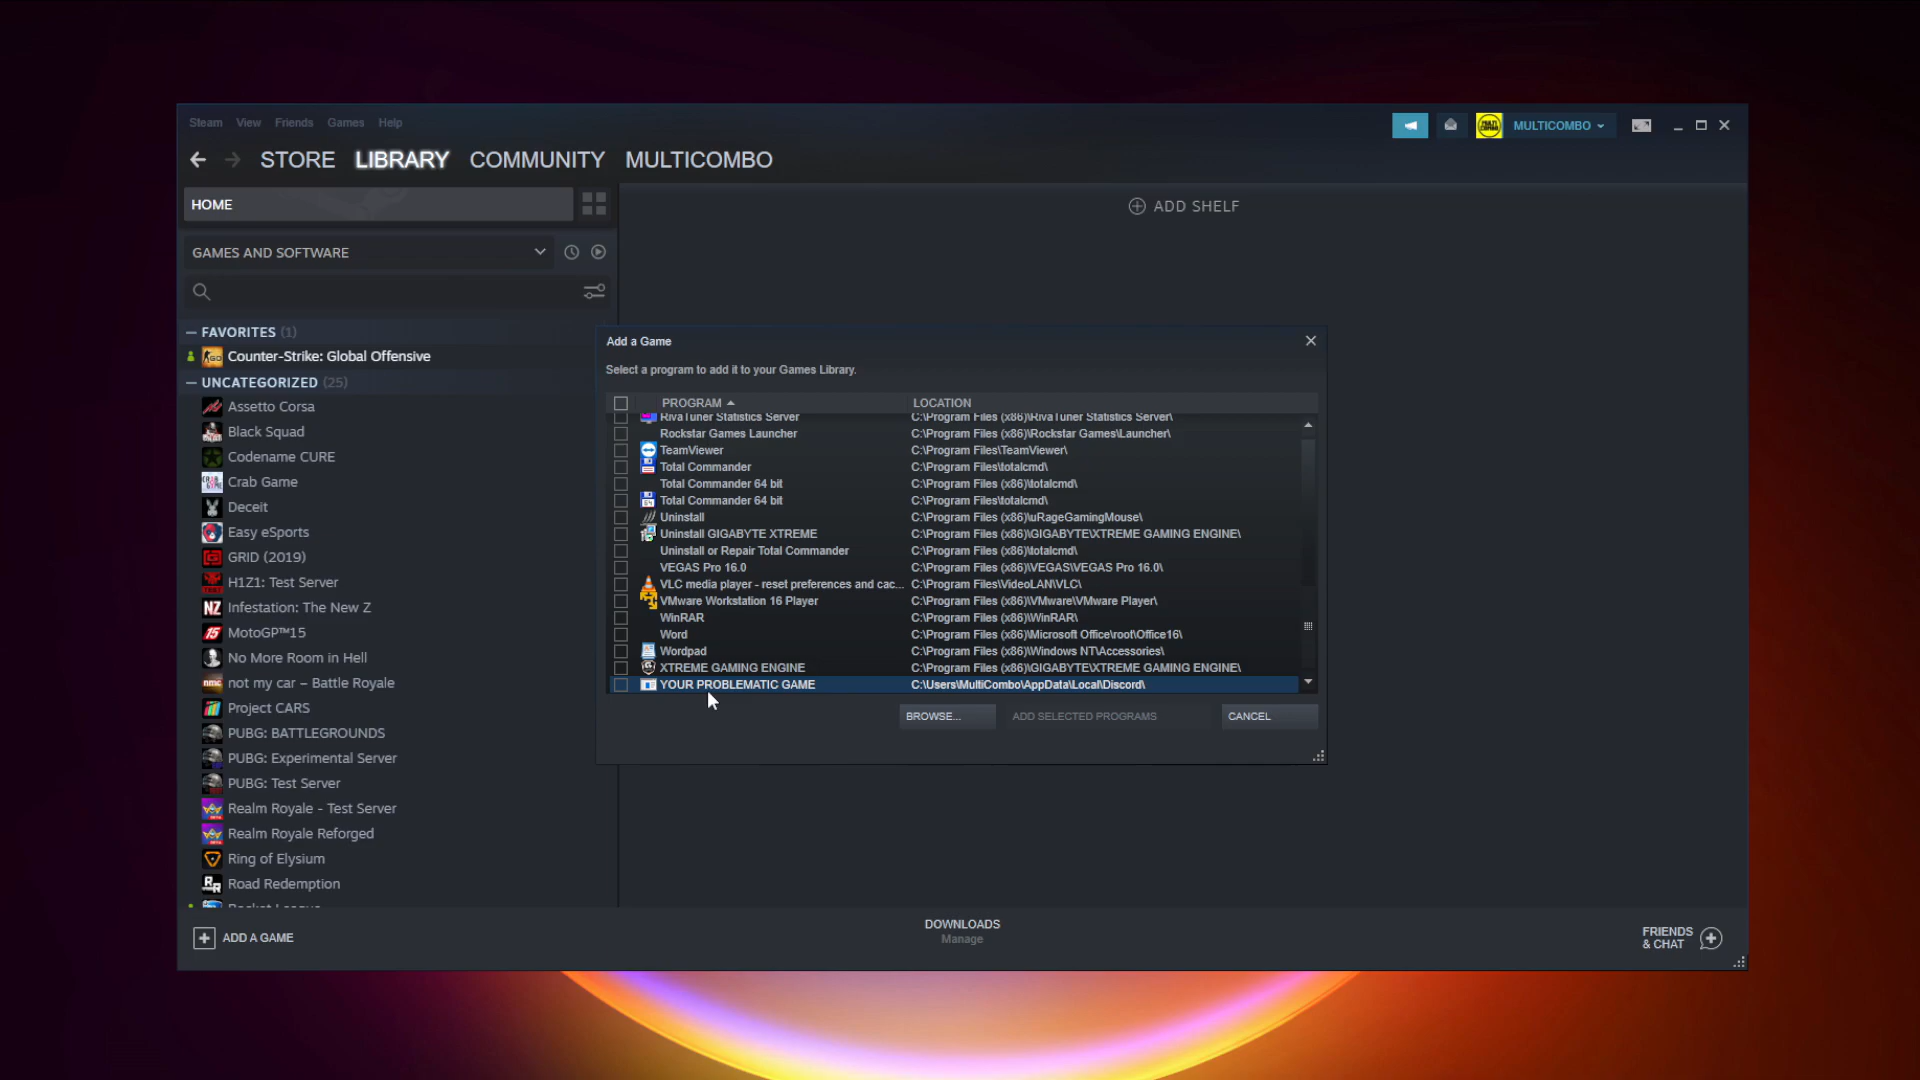 Steam View Friends Games Help
MULTICOMBO
STORE LIBRARY COMMUNITY MULTICOMBO
HOME
ADD SHELF
GAMES AND SOFTWARE
FAVORITES (1)
Counter-Strike: Global Offensive
UNCATEGORIZED (25)
Assetto Corsa
Black Squad
Codename CURE
Crab Game
Deceit
Easy eSports
GRID (2019)
H1Z1: Test Server
Infestation: The New Z
MotoGP™15
No More Room in Hell
not my car – Battle Royale
Project CARS
PUBG: BATTLEGROUNDS
PUBG: Experimental Server
PUBG: Test Server
Realm Royale - Test Server
Realm Royale Reforged
Ring of Elysium
Road Redemption
Rocket League
Add a Game
Select a program to add it to your Games Library.
PROGRAM LOCATION
RivaTuner Statistics Server C:\Program Files (x86)\RivaTuner Statistics Server\
Rockstar Games Launcher C:\Program Files (x86)\Rockstar Games\Launcher\
TeamViewer C:\Program Files\TeamViewer\
Total Commander C:\Program Files (x86)\totalcmd\
Total Commander 64 bit C:\Program Files (x86)\totalcmd\
Total Commander 64 bit C:\Program Files\totalcmd\
Uninstall C:\Program Files (x86)\uRageGamingMouse\
Uninstall GIGABYTE XTREME C:\Program Files (x86)\GIGABYTE\XTREME GAMING ENGINE\
Uninstall or Repair Total Commander C:\Program Files (x86)\totalcmd\
VEGAS Pro 16.0 C:\Program Files (x86)\VEGAS\VEGAS Pro 16.0\
VLC media player - reset preferences and cac... C:\Program Files\VideoLAN\VLC\
VMware Workstation 16 Player C:\Program Files (x86)\VMware\VMware Player\
WinRAR C:\Program Files (x86)\WinRAR\
Word C:\Program Files (x86)\Microsoft Office\root\Office16\
Wordpad C:\Program Files (x86)\Windows NT\Accessories\
XTREME GAMING ENGINE C:\Program Files (x86)\GIGABYTE\XTREME GAMING ENGINE\
YOUR PROBLEMATIC GAME C:\Users\MultiCombo\AppData\Local\Discord\
BROWSE... ADD SELECTED PROGRAMS CANCEL
ADD A GAME
DOWNLOADS
Manage
FRIENDS
& CHAT